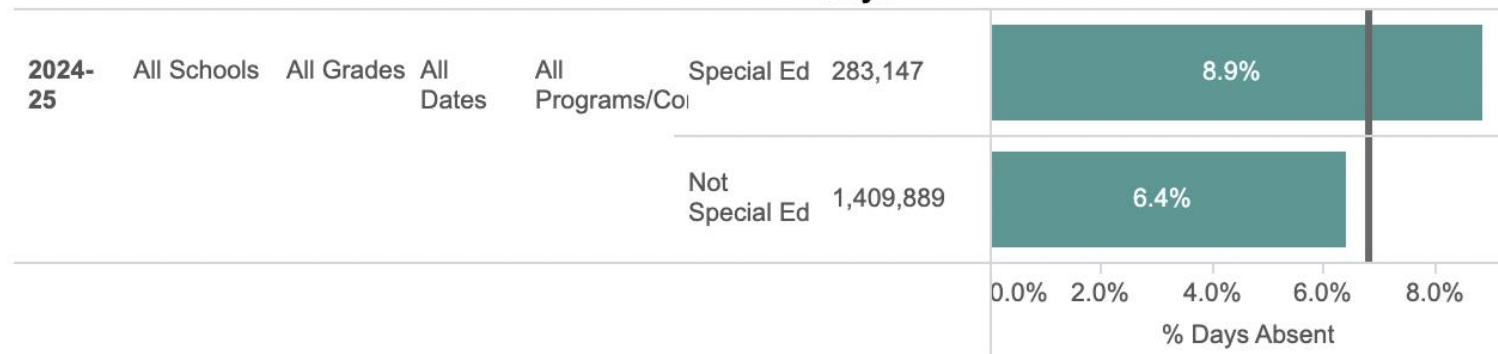 2024-25 All Schools All Grades All Dates All Programs/Co Special Ed 283,147 8.9%
Not Special Ed 1,409,889 6.4%
0.0% 2.0% 4.0% 6.0% 8.0%
% Days Absent